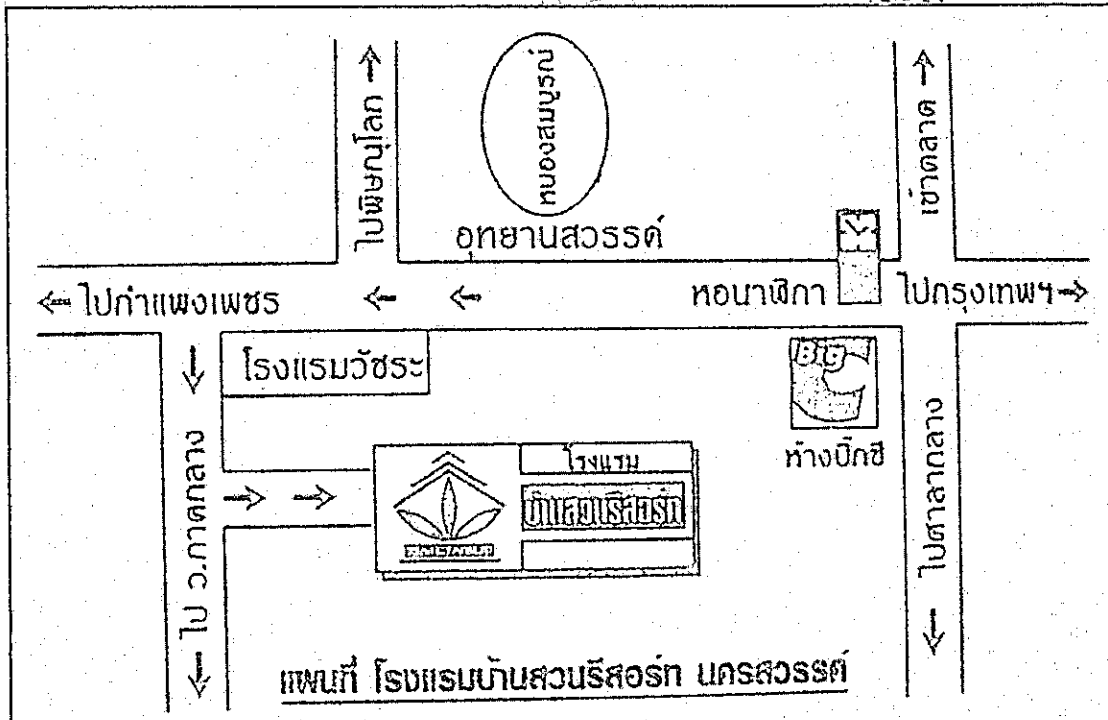 ไปพิษณุโลก
หนองสมบูรณ์
เข้าตลาด
อุทยานสวรรค์
ไปกำแพงเพชร
หอนาฬิกา
ไปกรุงเทพฯ
โรงแรมวัชระ
Big C
ห้างบิ๊กซี
ไป ว.ภาคกลาง
โรงแรม
บ้านสวนรีสอร์ท
ไปศาลากลาง
แผนที่ โรงแรมบ้านสวนรีสอร์ท นครสวรรค์